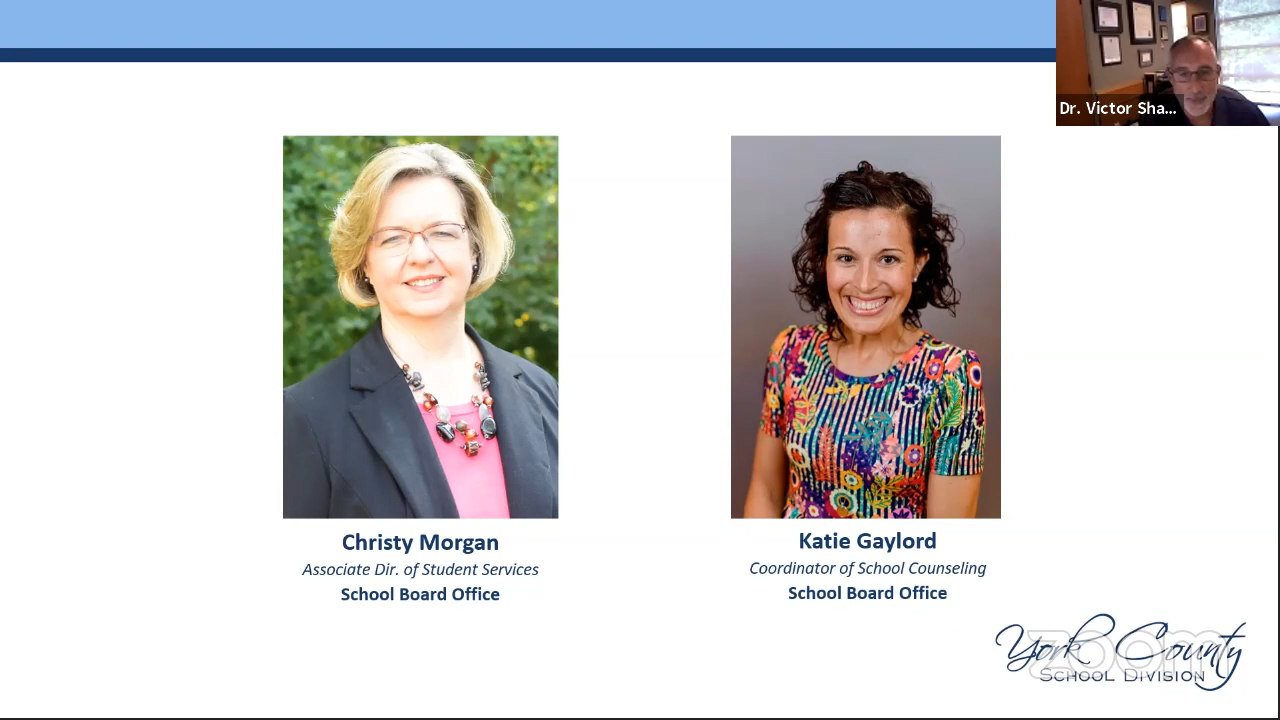 Dr. Victor Sha...
Christy Morgan
Associate Dir. of Student Services
School Board Office
Katie Gaylord
Coordinator of School Counseling
School Board Office
York County
School Division
zoom